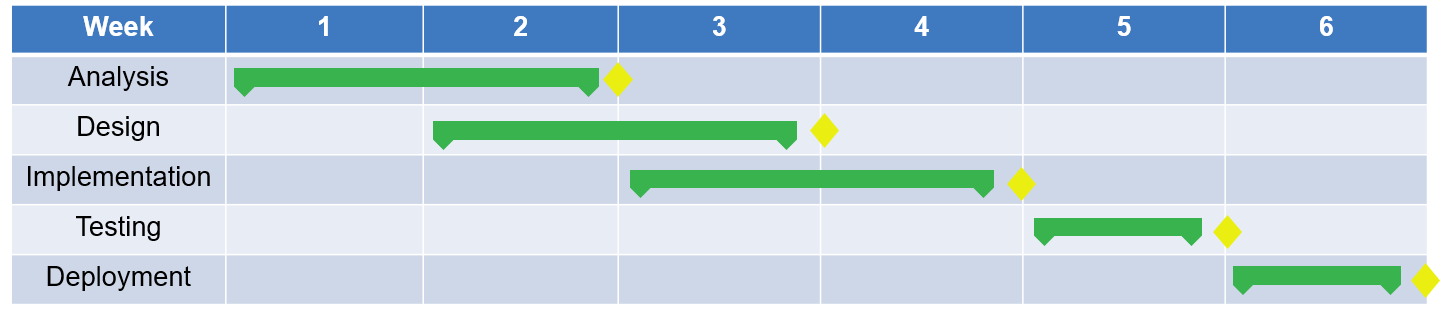 Week 1 2 3 4 5 6
Analysis
Design
Implementation
Testing
Deployment